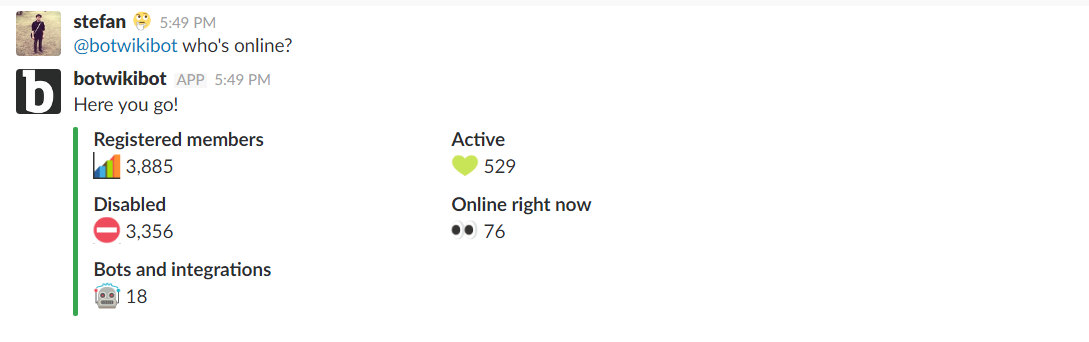 stefan 5:49 PM
@botwikibot who's online?
b
botwikibot APP 5:49 PM
Here you go!
Registered members Active
3,885 529
Disabled Online right now
3,356 76
Bots and integrations
18